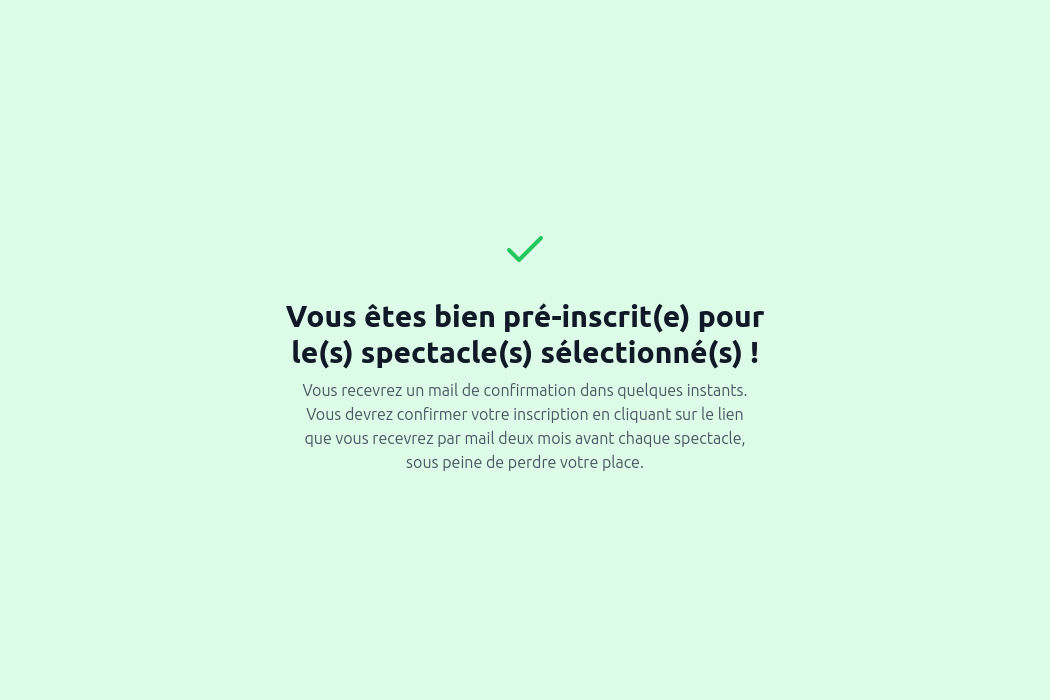 Vous êtes bien pré-inscrit(e) pour
le(s) spectacle(s) sélectionné(s) !
Vous recevrez un mail de confirmation dans quelques instants.
Vous devrez confirmer votre inscription en cliquant sur le lien
que vous recevrez par mail deux mois avant chaque spectacle,
sous peine de perdre votre place.